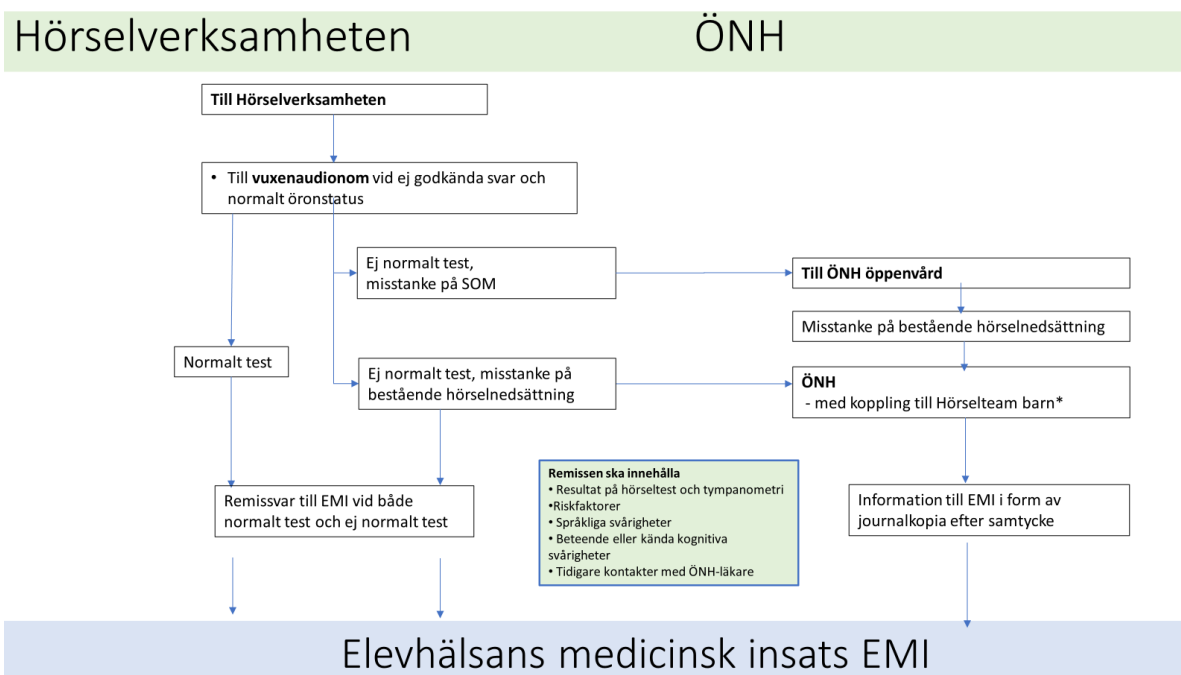 Hörselverksamheten
ÖNH
Till Hörselverksamheten
• Till vuxenaudionom vid ej godkända svar och
normalt öronstatus
Ej normalt test,
misstanke på SOM
Till ÖNH öppenvård
Misstanke på bestående hörselnedsättning
Normalt test
Ej normalt test, misstanke på
bestående hörselnedsättning
ÖNH
- med koppling till Hörselteam barn*
Remissen ska innehålla
• Resultat på hörseltest och tympanometri
•Riskfaktorer
• Språkliga svårigheter
• Beteende eller kända kognitiva
svårigheter
• Tidigare kontakter med ÖNH-läkare
Remissvar till EMI vid både
normalt test och ej normalt test
Information till EMI i form av
journalkopia efter samtycke
Elevhälsans medicinsk insats EMI